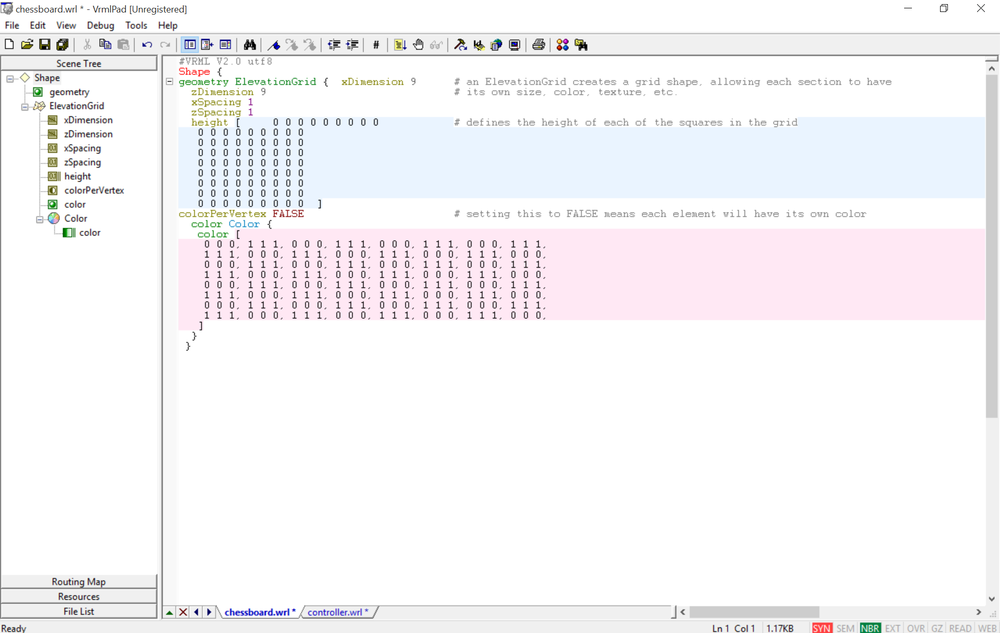 chessboard.wrl * - VrmlPad [Unregistered]
File Edit View Debug Tools Help
Scene Tree
Shape
geometry
ElevationGrid
xDimension
zDimension
xSpacing
zSpacing
height
colorPerVertex
color
Color
color
Routing Map
Resources
File List
#VRML V2.0 utf8
Shape {
geometry ElevationGrid {  xDimension 9      # an ElevationGrid creates a grid shape, allowing each section to have
zDimension 9      # its own size, color, texture, etc.
xSpacing 1
zSpacing 1
height [     0 0 0 0 0 0 0 0 0      # defines the height of each of the squares in the grid
0 0 0 0 0 0 0 0 0
0 0 0 0 0 0 0 0 0
0 0 0 0 0 0 0 0 0
0 0 0 0 0 0 0 0 0
0 0 0 0 0 0 0 0 0
0 0 0 0 0 0 0 0 0
0 0 0 0 0 0 0 0 0
0 0 0 0 0 0 0 0 0  ]
colorPerVertex FALSE      # setting this to FALSE means each element will have its own color
color Color {
color [
0 0 0, 1 1 1, 0 0 0, 1 1 1, 0 0 0, 1 1 1, 0 0 0, 1 1 1,
1 1 1, 0 0 0, 1 1 1, 0 0 0, 1 1 1, 0 0 0, 1 1 1, 0 0 0,
0 0 0, 1 1 1, 0 0 0, 1 1 1, 0 0 0, 1 1 1, 0 0 0, 1 1 1,
1 1 1, 0 0 0, 1 1 1, 0 0 0, 1 1 1, 0 0 0, 1 1 1, 0 0 0,
0 0 0, 1 1 1, 0 0 0, 1 1 1, 0 0 0, 1 1 1, 0 0 0, 1 1 1,
1 1 1, 0 0 0, 1 1 1, 0 0 0, 1 1 1, 0 0 0, 1 1 1, 0 0 0,
0 0 0, 1 1 1, 0 0 0, 1 1 1, 0 0 0, 1 1 1, 0 0 0, 1 1 1,
1 1 1, 0 0 0, 1 1 1, 0 0 0, 1 1 1, 0 0 0, 1 1 1, 0 0 0,
]
}
}
chessboard.wrl * controller.wrl *
Ready Ln 1 Col 1 1.17KB SYN SEM NBR EXT OVR GZ READ WEB